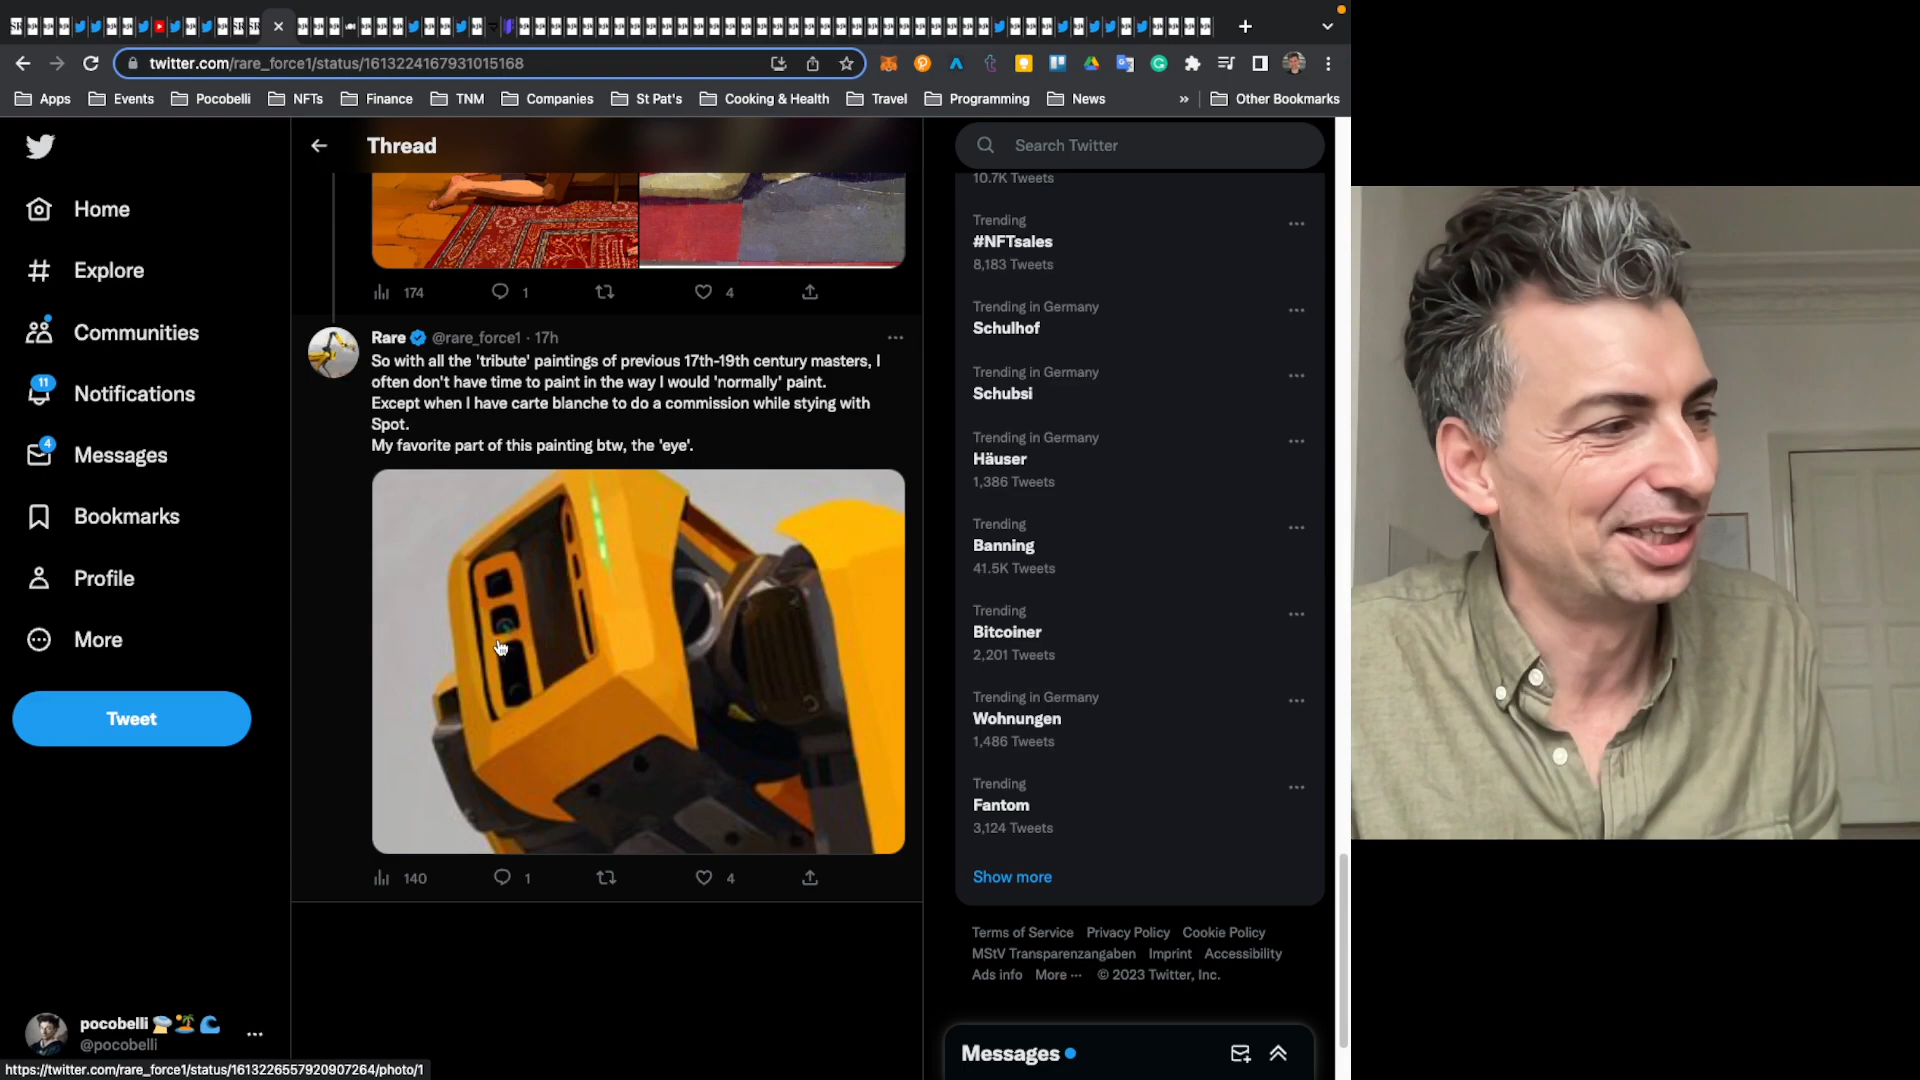 twitter.com/rare_force1/status/1613224167931015168
Apps
Events
Pocobelli
NFTs
Finance
TNM
Companies
St Pat's
Cooking & Health
Travel
Programming
News
»
Other Bookmarks
Home
Explore
Communities
11
Notifications
4
Messages
Bookmarks
Profile
More
Tweet
pocobelli
@pocobelli
https://twitter.com/rare_force1/status/1613226557920907264/photo/1
Thread
174
1
4
Rare @rare_force1 · 17h
So with all the 'tribute' paintings of previous 17th-19th century masters, I
often don't have time to paint in the way I would 'normally' paint.
Except when I have carte blanche to do a commission while stying with
Spot.
My favorite part of this painting btw, the 'eye'.
140
1
4
Search Twitter
10.7K Tweets
Trending
#NFTsales
8,183 Tweets
Trending in Germany
Schulhof
Trending in Germany
Schubsi
Trending in Germany
Häuser
1,386 Tweets
Trending
Banning
41.5K Tweets
Trending
Bitcoiner
2,201 Tweets
Trending in Germany
Wohnungen
1,486 Tweets
Trending
Fantom
3,124 Tweets
Show more
Terms of Service Privacy Policy Cookie Policy
MStV Transparenzangaben Imprint Accessibility
Ads info More ··· © 2023 Twitter, Inc.
Messages